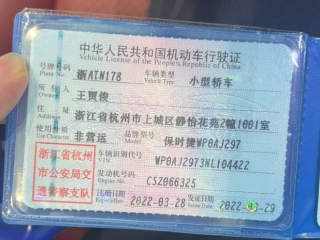 中华人民共和国机动车行驶证
Vehicle License of the People's Republic of China
号牌号码 浙ATN178 车辆类型 小型轿车
Plate No. Vehicle Type
所有人 王贾俊
Owner
住址 浙江省杭州市上城区静怡花苑2幢1001室
Address
使用性质 非营运 品牌型号 保时捷WP0AJ297
Use Character Model
浙江省杭州市公安局交通警察支队
车辆识别代号 WP0AJ2973NL104422
VIN
发动机号码 CSZ066325
Engine No.
注册日期 2022-03-28 发证日期 2022-03-29
Register Date Issue Date